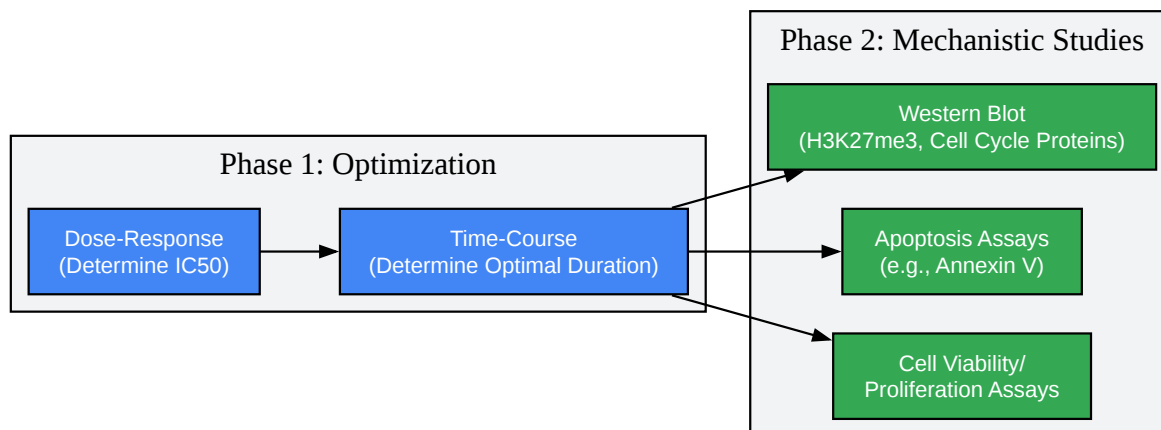 Phase 1: Optimization
Dose-Response
(Determine IC50)
Time-Course
(Determine Optimal Duration)
Phase 2: Mechanistic Studies
Western Blot
(H3K27me3, Cell Cycle Proteins)
Apoptosis Assays
(e.g., Annexin V)
Cell Viability/
Proliferation Assays